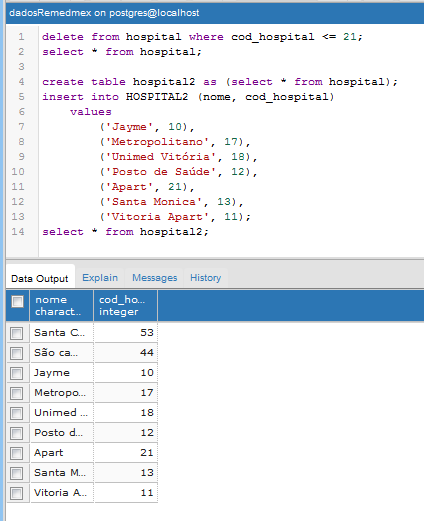 dadosRemedmex on postgres@localhost
1 delete from hospital where cod_hospital <= 21;
2 select * from hospital;
3
4 create table hospital2 as (select * from hospital);
5 insert into HOSPITAL2 (nome, cod_hospital)
6 values
7 ('Jayme', 10),
8 ('Metropolitano', 17),
9 ('Unimed Vitória', 18),
10 ('Posto de Saúde', 12),
11 ('Apart', 21),
12 ('Santa Monica', 13),
13 ('Vitoria Apart', 11);
14 select * from hospital2;
Data Output Explain Messages History
nome cod_ho...
charact... integer
Santa C... 53
São ca... 44
Jayme 10
Metropo... 17
Unimed ... 18
Posto d... 12
Apart 21
Santa M... 13
Vitoria A... 11